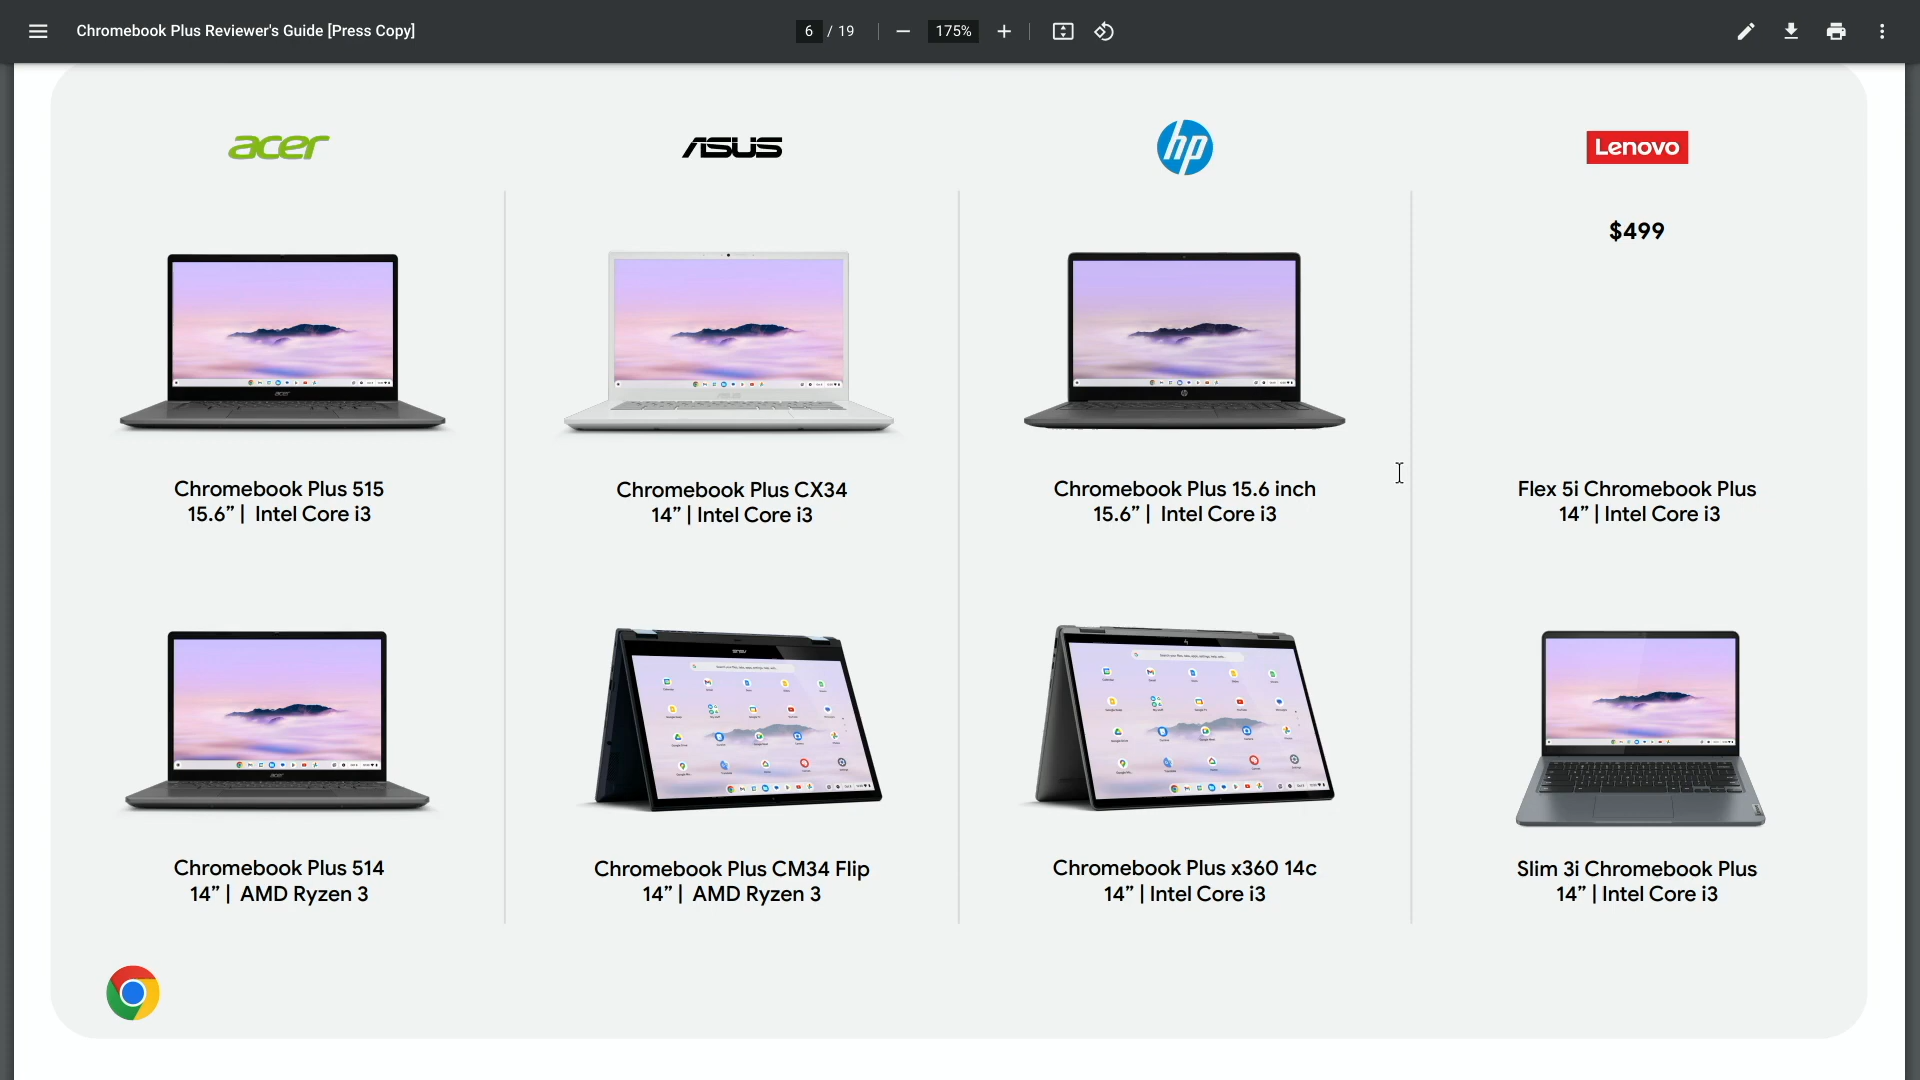 Chromebook Plus Reviewer's Guide [Press Copy]
6 / 19
175%
acer
ASUS
hp
Lenovo
$499
Chromebook Plus 515
15.6” | Intel Core i3
Chromebook Plus CX34
14” | Intel Core i3
Chromebook Plus 15.6 inch
15.6” | Intel Core i3
Flex 5i Chromebook Plus
14” | Intel Core i3
Chromebook Plus 514
14” | AMD Ryzen 3
Chromebook Plus CM34 Flip
14” | AMD Ryzen 3
Chromebook Plus x360 14c
14” | Intel Core i3
Slim 3i Chromebook Plus
14” | Intel Core i3